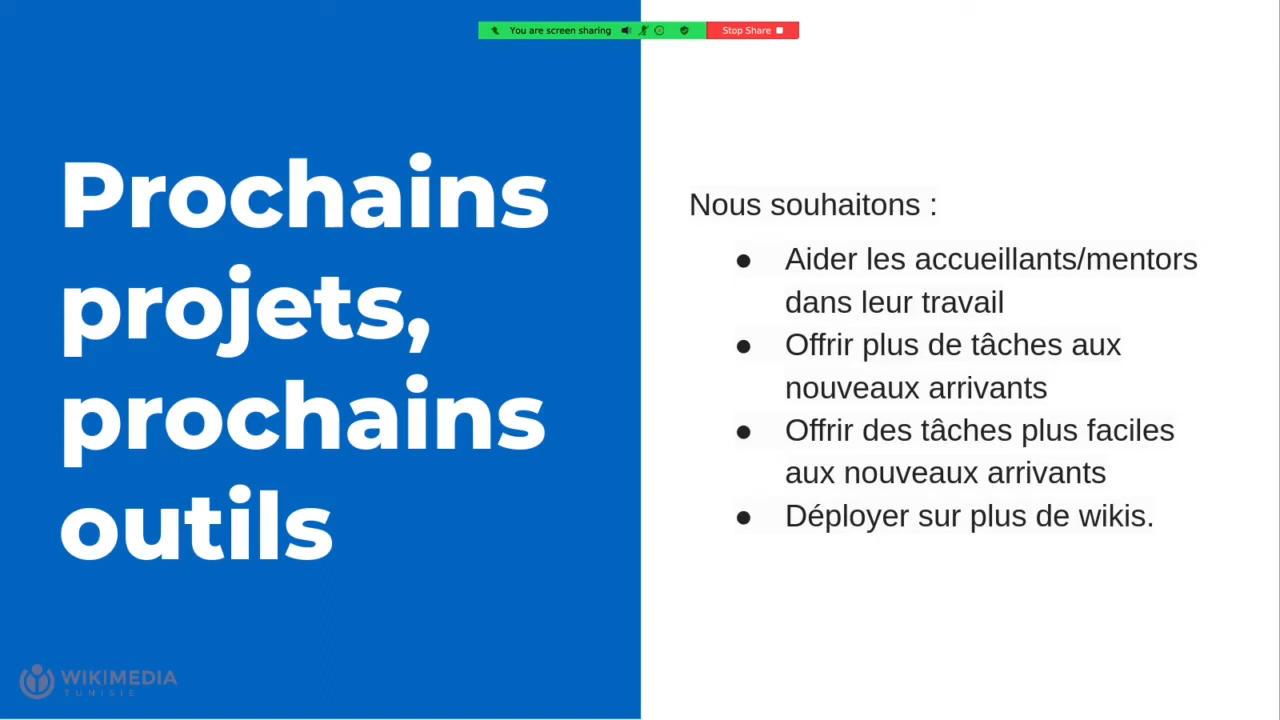 You are screen sharing
Stop Share
Prochains
projets,
prochains
outils
Nous souhaitons :
● Aider les accueillants/mentors
dans leur travail
● Offrir plus de tâches aux
nouveaux arrivants
● Offrir des tâches plus faciles
aux nouveaux arrivants
● Déployer sur plus de wikis.
WIKIMEDIA
TUNISIE